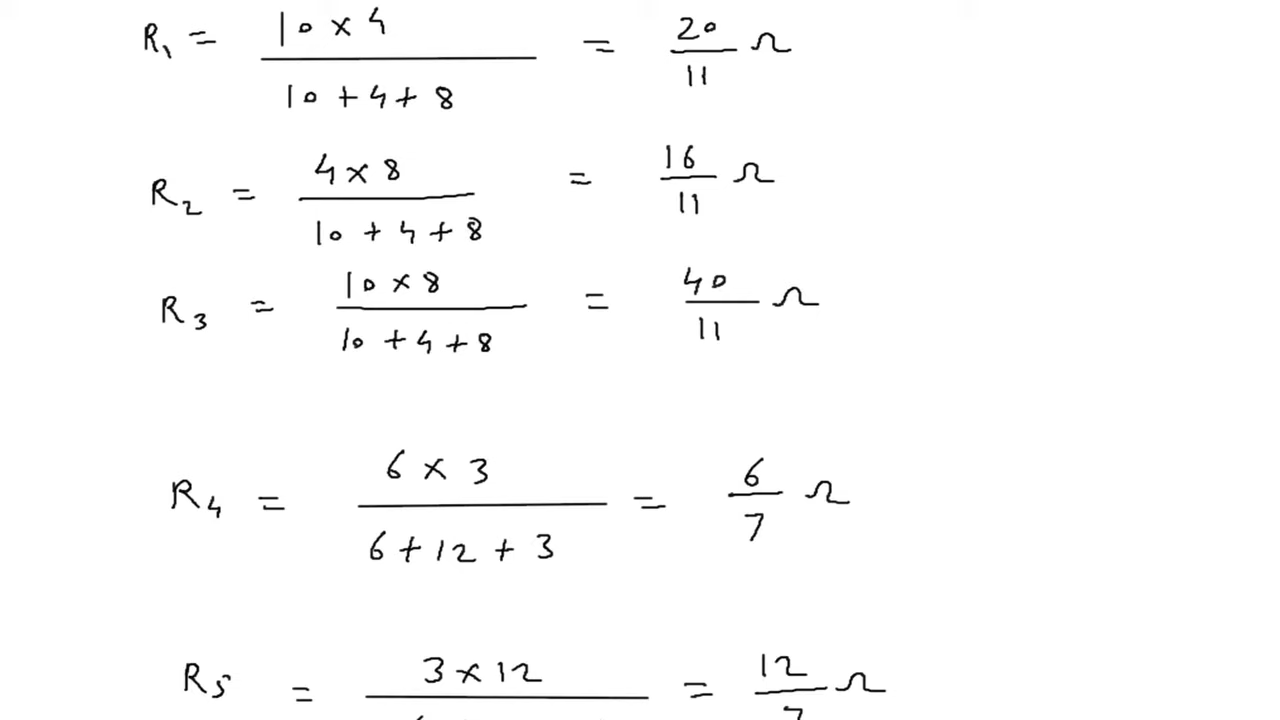 R₁ = 10 × 4 / 10 + 4 + 8 = 20/11 Ω
R₂ = 4 × 8 / 10 + 4 + 8 = 16/11 Ω
R₃ = 10 × 8 / 10 + 4 + 8 = 40/11 Ω
R₄ = 6 × 3 / 6 + 12 + 3 = 6/7 Ω
R₅ = 3 × 12 / = 12/7 Ω